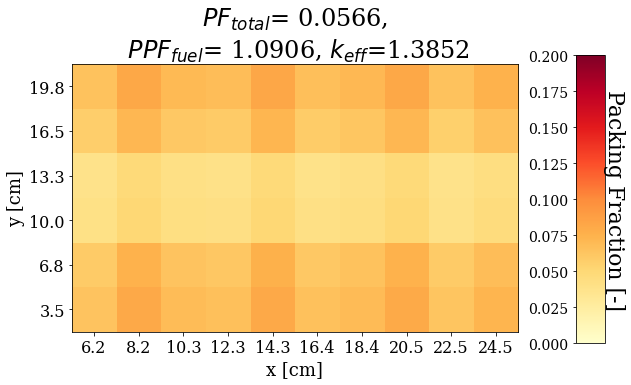 PF_total= 0.0566,
PPF_fuel= 1.0906, k_eff=1.3852
19.8
16.5
13.3
10.0
6.8
3.5
y [cm]
6.2 8.2 10.3 12.3 14.3 16.4 18.4 20.5 22.5 24.5
x [cm]
0.200
0.175
0.150
0.125
0.100
0.075
0.050
0.025
0.000
Packing Fraction [-]